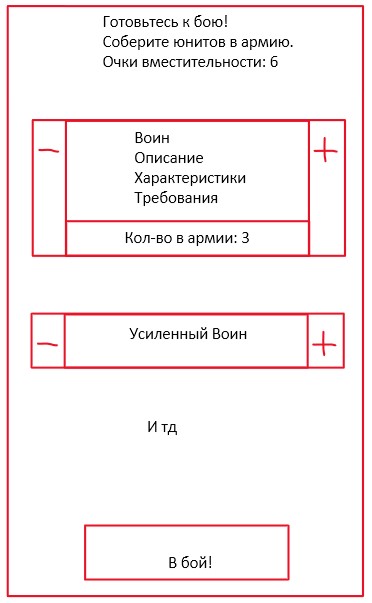 Готовьтесь к бою!
Соберите юнитов в армию.
Очки вместительности: 6
Воин
Описание
Характеристики
Требования
Кол-во в армии: 3
Усиленный Воин
И тд
В бой!